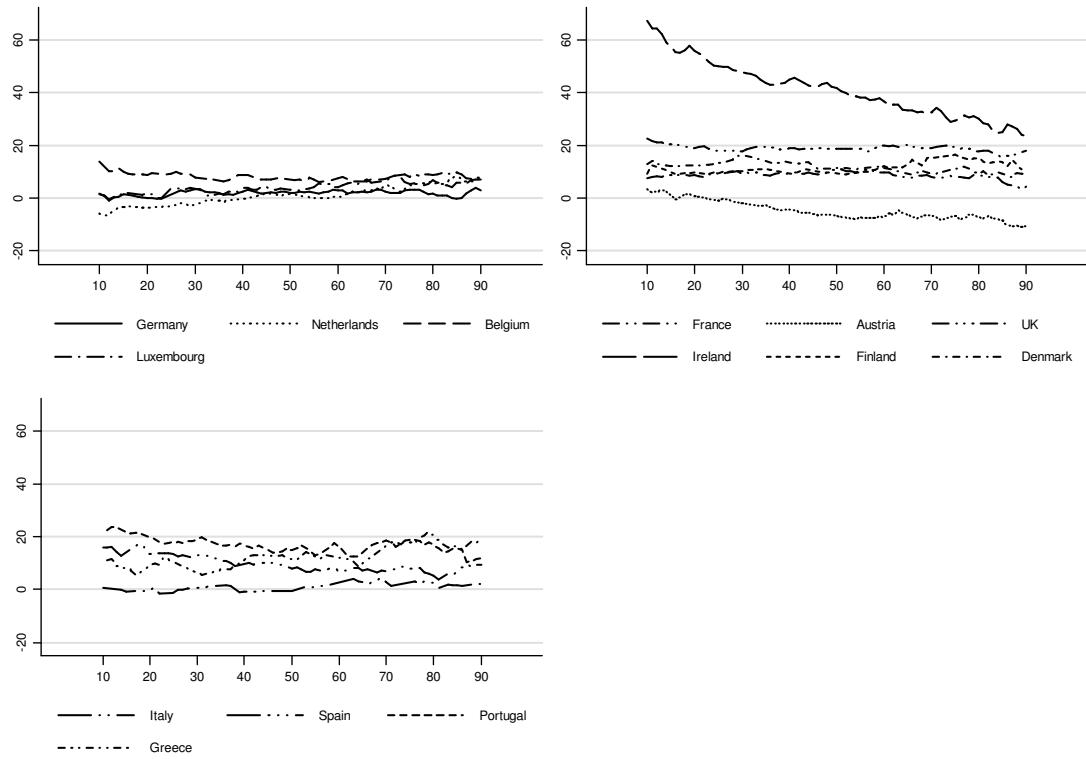 60
40
20
0
-20
10 20 30 40 50 60 70 80 90
Germany Netherlands Belgium
Luxembourg
60
40
20
0
-20
10 20 30 40 50 60 70 80 90
France Austria UK
Ireland Finland Denmark
60
40
20
0
-20
10 20 30 40 50 60 70 80 90
Italy Spain Portugal
Greece